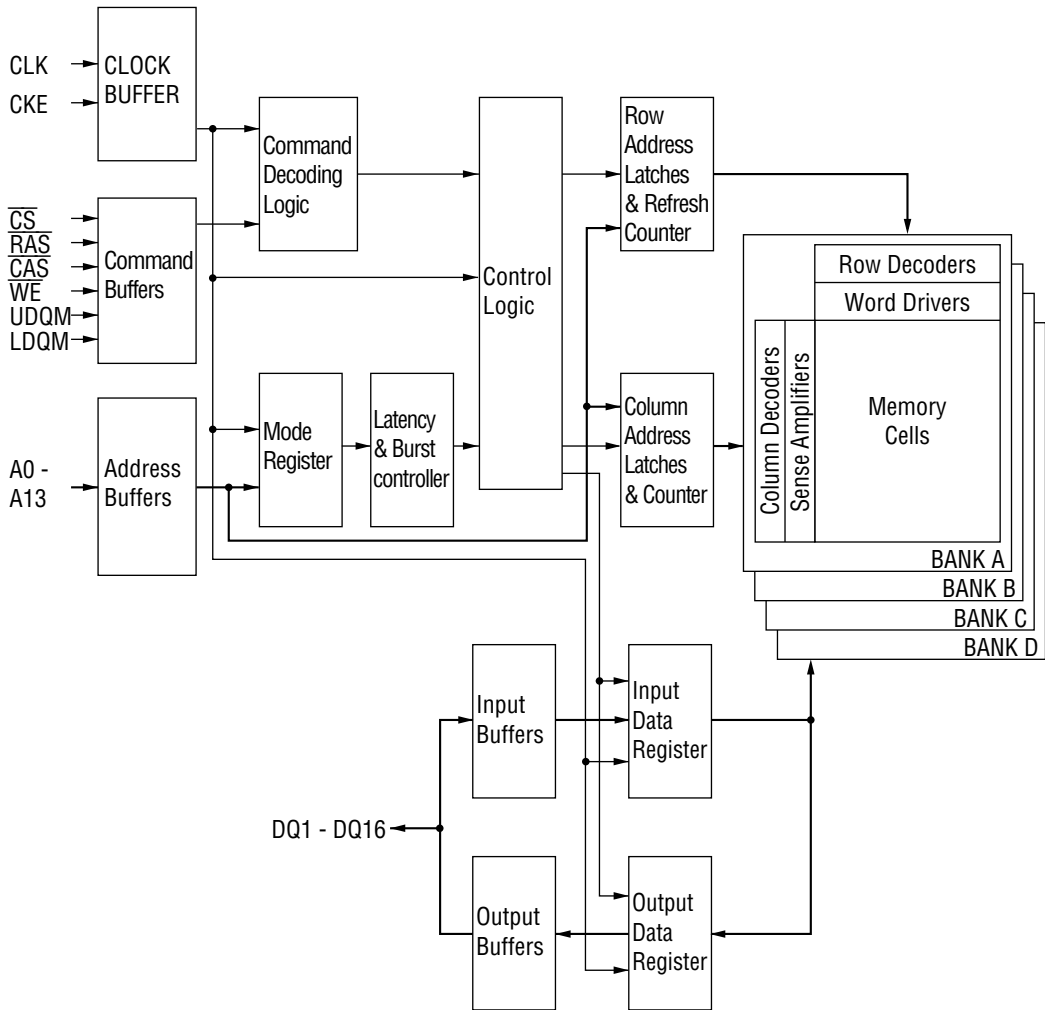 CLK
CKE
CLOCK
BUFFER
CS
RAS
CAS
WE
UDQM
LDQM
Command
Buffers
A0 -
A13
Address
Buffers
Command
Decoding
Logic
Mode
Register
Latency
& Burst
controller
Control
Logic
Row
Address
Latches
& Refresh
Counter
Column
Address
Latches
& Counter
Row Decoders
Word Drivers
Column Decoders
Sense Amplifiers
Memory
Cells
BANK A
BANK B
BANK C
BANK D
Input
Buffers
Input
Data
Register
DQ1 - DQ16
Output
Buffers
Output
Data
Register